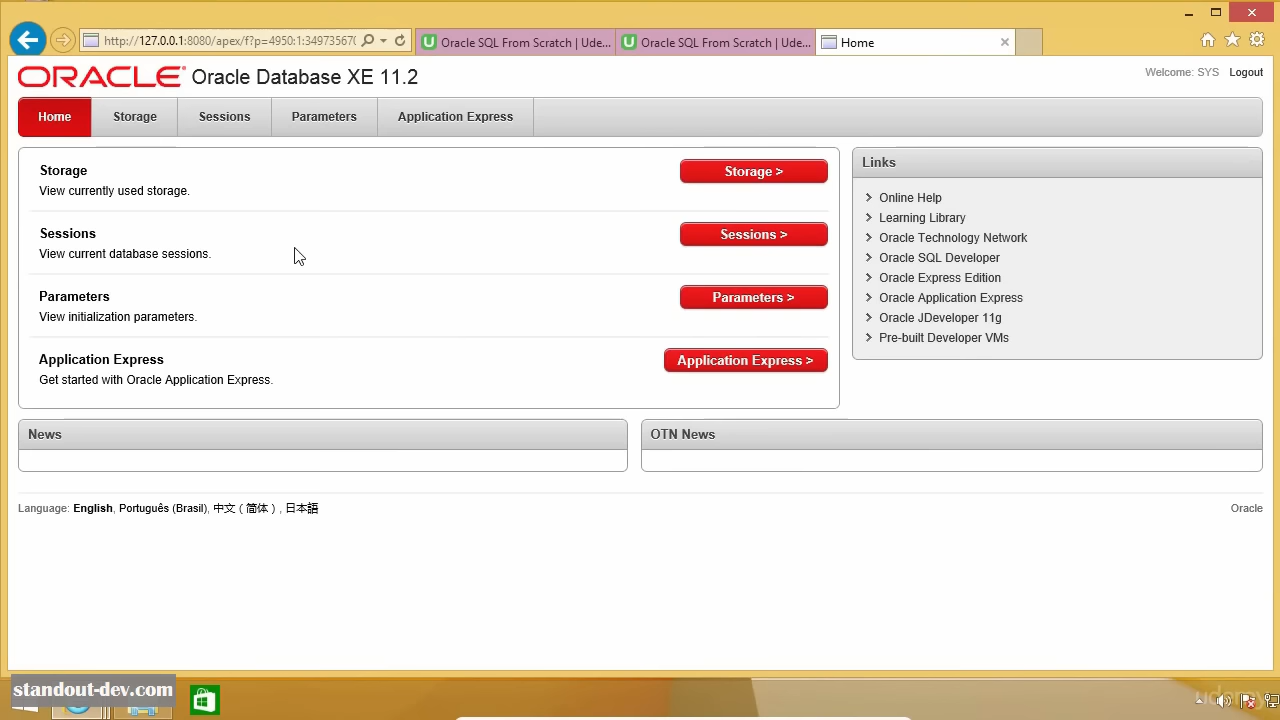 http://127.0.0.1:8080/apex/f?p=4950:1:349735670
Oracle SQL From Scratch | Ude...
Oracle SQL From Scratch | Ude...
Home
ORACLE® Oracle Database XE 11.2
Welcome: SYS Logout
Home
Storage
Sessions
Parameters
Application Express
Storage
View currently used storage.
Storage >
Sessions
View current database sessions.
Sessions >
Parameters
View initialization parameters.
Parameters >
Application Express
Get started with Oracle Application Express.
Application Express >
Links
Online Help
Learning Library
Oracle Technology Network
Oracle SQL Developer
Oracle Express Edition
Oracle Application Express
Oracle JDeveloper 11g
Pre-built Developer VMs
News
OTN News
Language: English, Português (Brasil), 中文（简体）, 日本語
Oracle
standout-dev.com
udemy